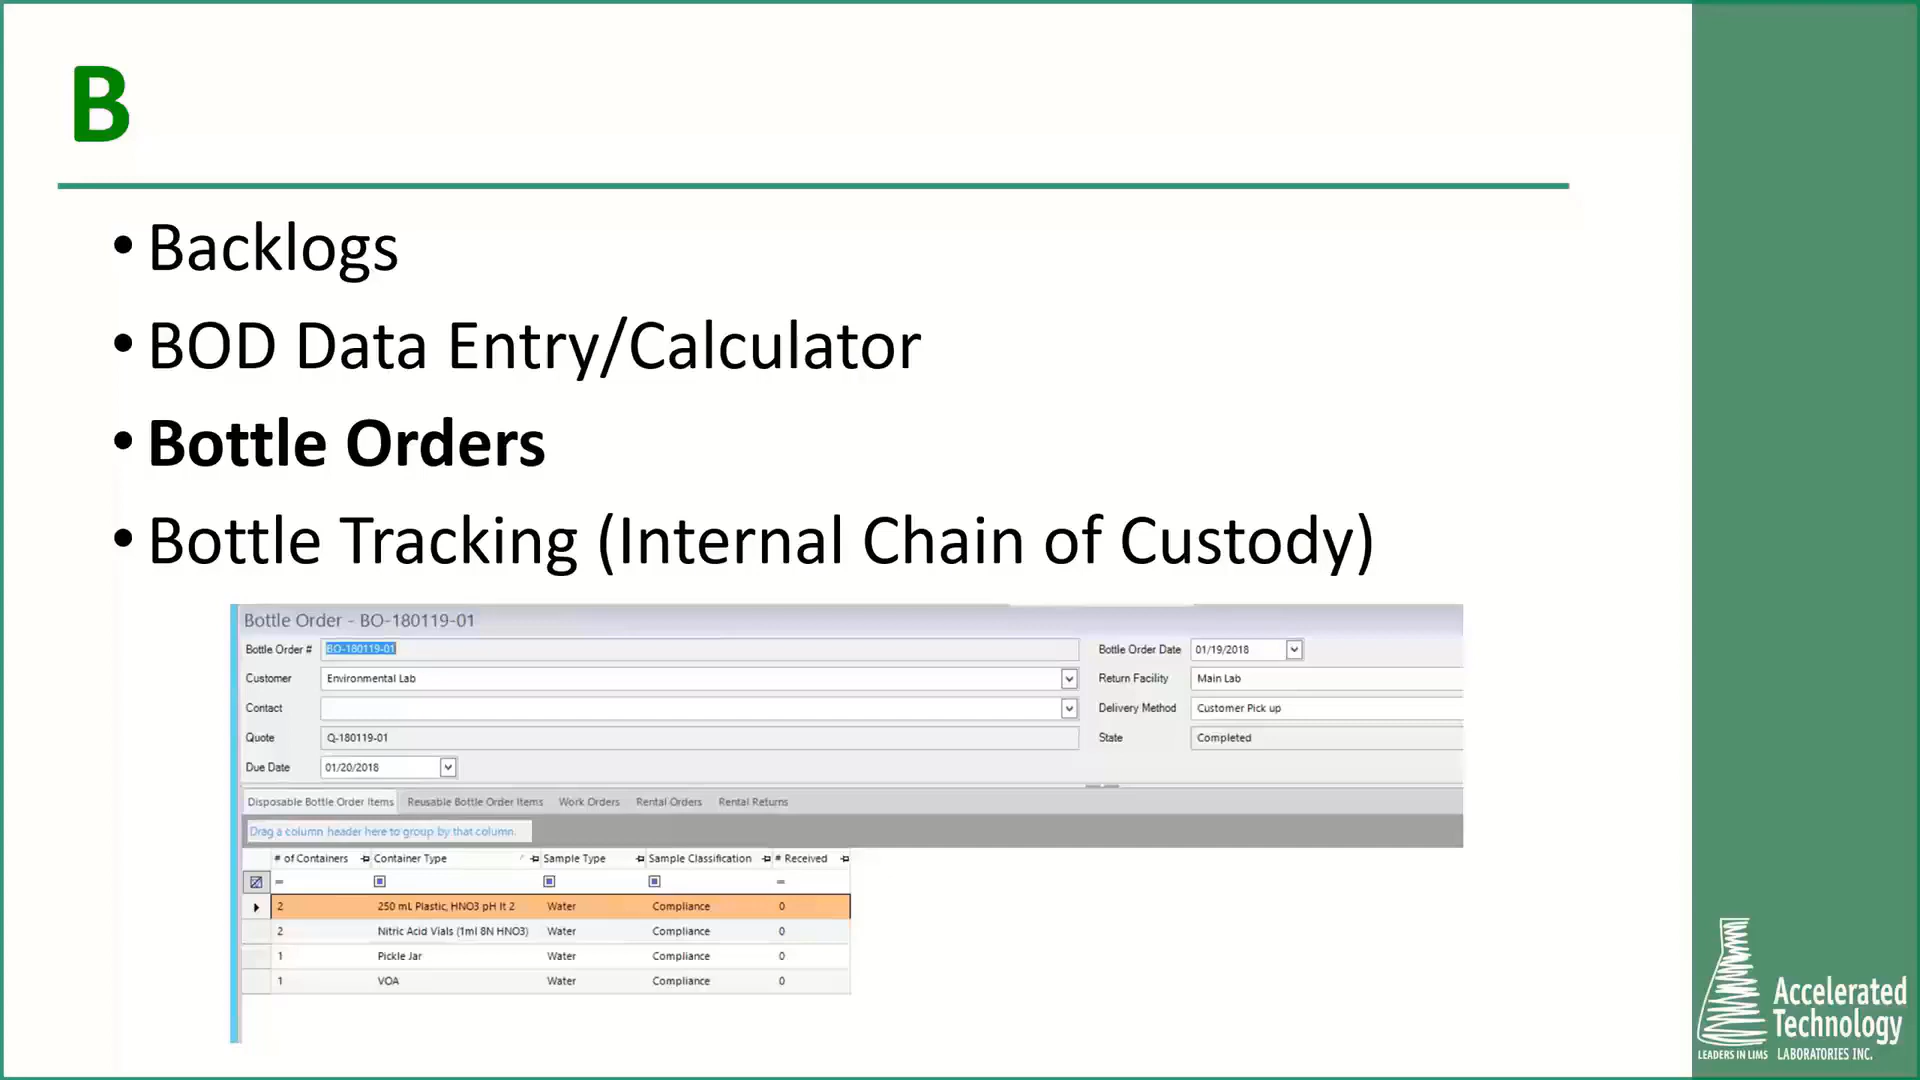 B
• Backlogs
• BOD Data Entry/Calculator
• Bottle Orders
• Bottle Tracking (Internal Chain of Custody)
Bottle Order - BO-180119-01
Bottle Order # BO-180119-01 Bottle Order Date 01/19/2018
Customer Environmental Lab Return Facility Main Lab
Contact Delivery Method Customer Pick up
Quote Q-180119-01 State Completed
Due Date 01/20/2018
Disposable Bottle Order Items Reusable Bottle Order Items Work Orders Rental Orders Rental Returns
Drag a column header here to group by that column.
# of Containers Container Type Sample Type Sample Classification # Received
= =
2 250 mL Plastic, HNO3 pH lt 2 Water Compliance 0
2 Nitric Acid Vials (1ml 8N HNO3) Water Compliance 0
1 Pickle Jar Water Compliance 0
1 VOA Water Compliance 0
Accelerated
Technology
LEADERS IN LIMS LABORATORIES INC.